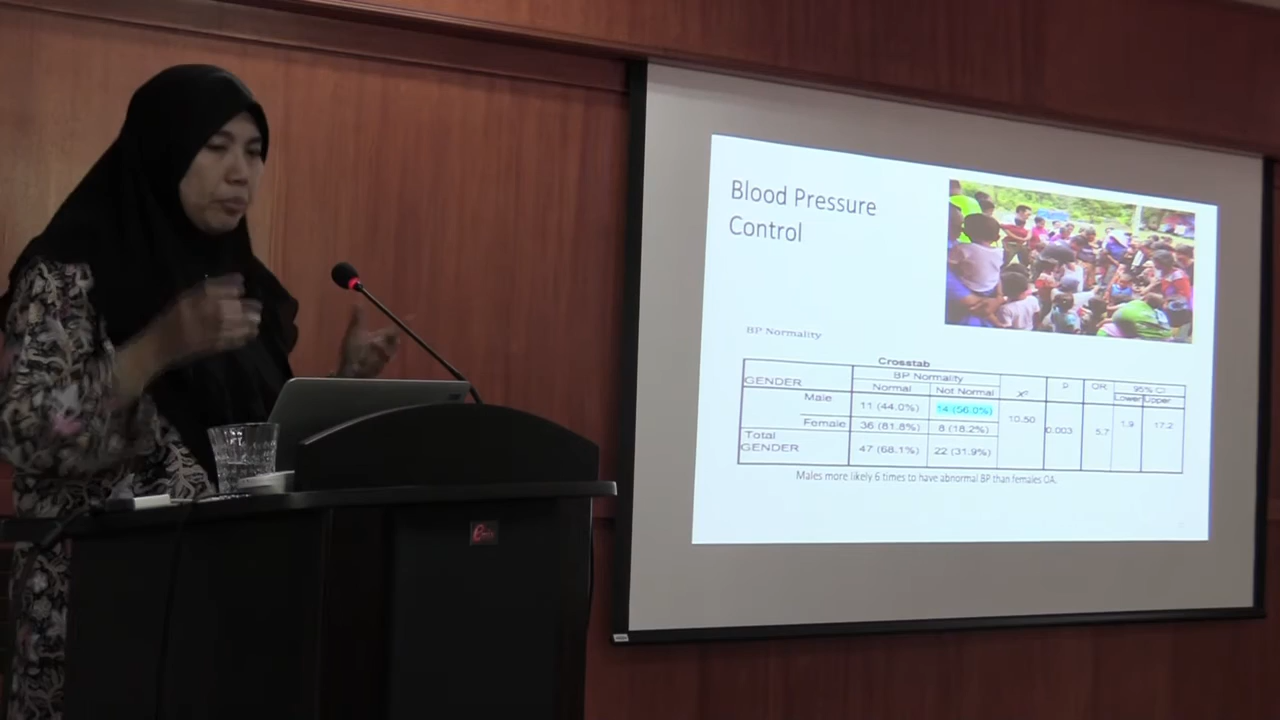 Blood Pressure
Control
BP Normality
Crosstab
GENDER BP Normality X² P OR 95% CI
Normal Not Normal Lower Upper
Male 11 (44.0%) 14 (56.0%) 10.50 0.003 5.7 1.9 17.2
Female 36 (81.8%) 8 (18.2%)
Total
GENDER 47 (68.1%) 22 (31.9%)
Males more likely 6 times to have abnormal BP than females OA.